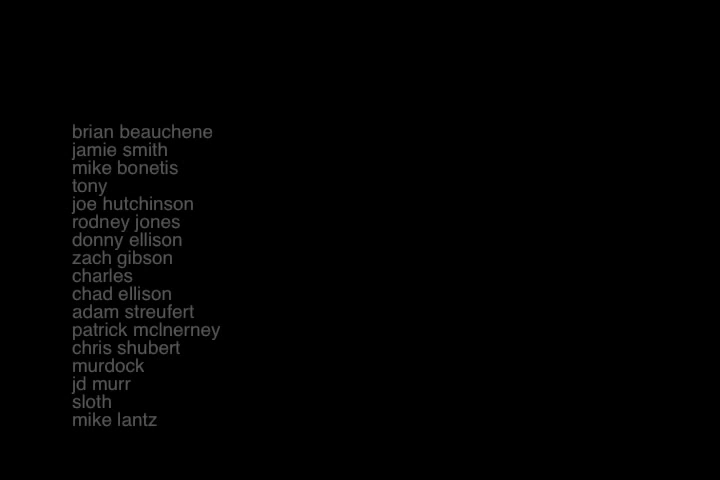 brian beauchene
jamie smith
mike bonetis
tony
joe hutchinson
rodney jones
donny ellison
zach gibson
charles
chad ellison
adam streufert
patrick mcInerney
chris shubert
murdock
jd murr
sloth
mike lantz